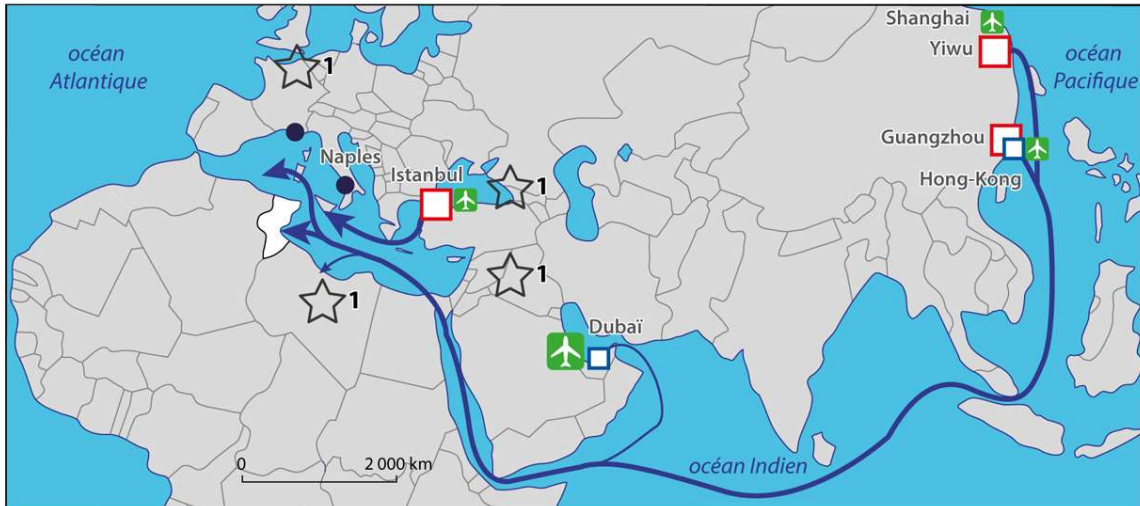 Shanghai
Yiwu
océan
Atlantique
1
océan
Pacifique
Guangzhou
Naples
Istanbul
1
Hong-Kong
1
1
Dubaï
0
2 000 km
océan Indien